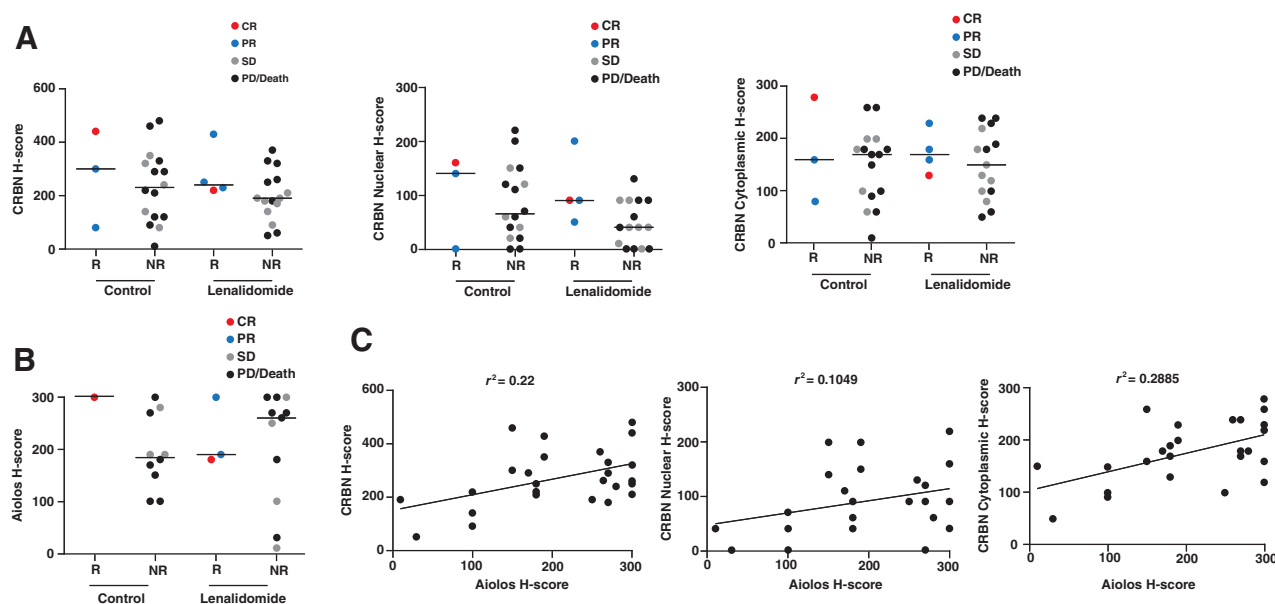 A
CR
PR
SD
PD/Death
CRBN H-score
600
400
200
0
R
NR
R
NR
Control
Lenalidomide
CR
PR
SD
PD/Death
CRBN Nuclear H-score
300
200
100
0
R
NR
R
NR
Control
Lenalidomide
CR
PR
SD
PD/Death
CRBN Cytoplasmic H-score
300
200
100
0
R
NR
R
NR
Control
Lenalidomide
B
CR
PR
SD
PD/Death
Aiolos H-score
300
200
100
0
R
NR
R
NR
Control
Lenalidomide
C
r² = 0.22
CRBN H-score
600
400
200
0
0
100
200
300
Aiolos H-score
r² = 0.1049
CRBN Nuclear H-score
300
200
100
0
0
100
200
300
Aiolos H-score
r² = 0.2885
CRBN Cytoplasmic H-score
300
200
100
0
0
100
200
300
Aiolos H-score